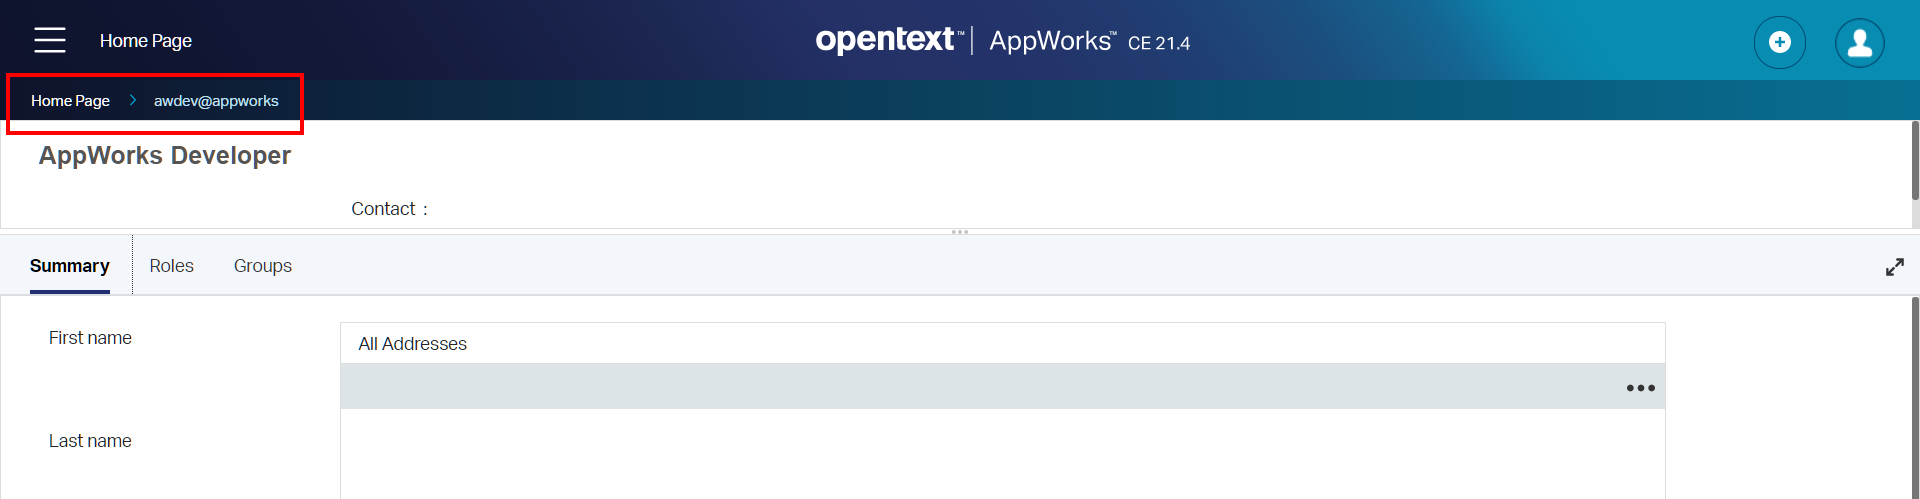 Home Page
opentext™ | AppWorks™ CE 21.4
Home Page > awdev@appworks
AppWorks Developer
Contact :
Summary Roles Groups
First name
All Addresses
Last name